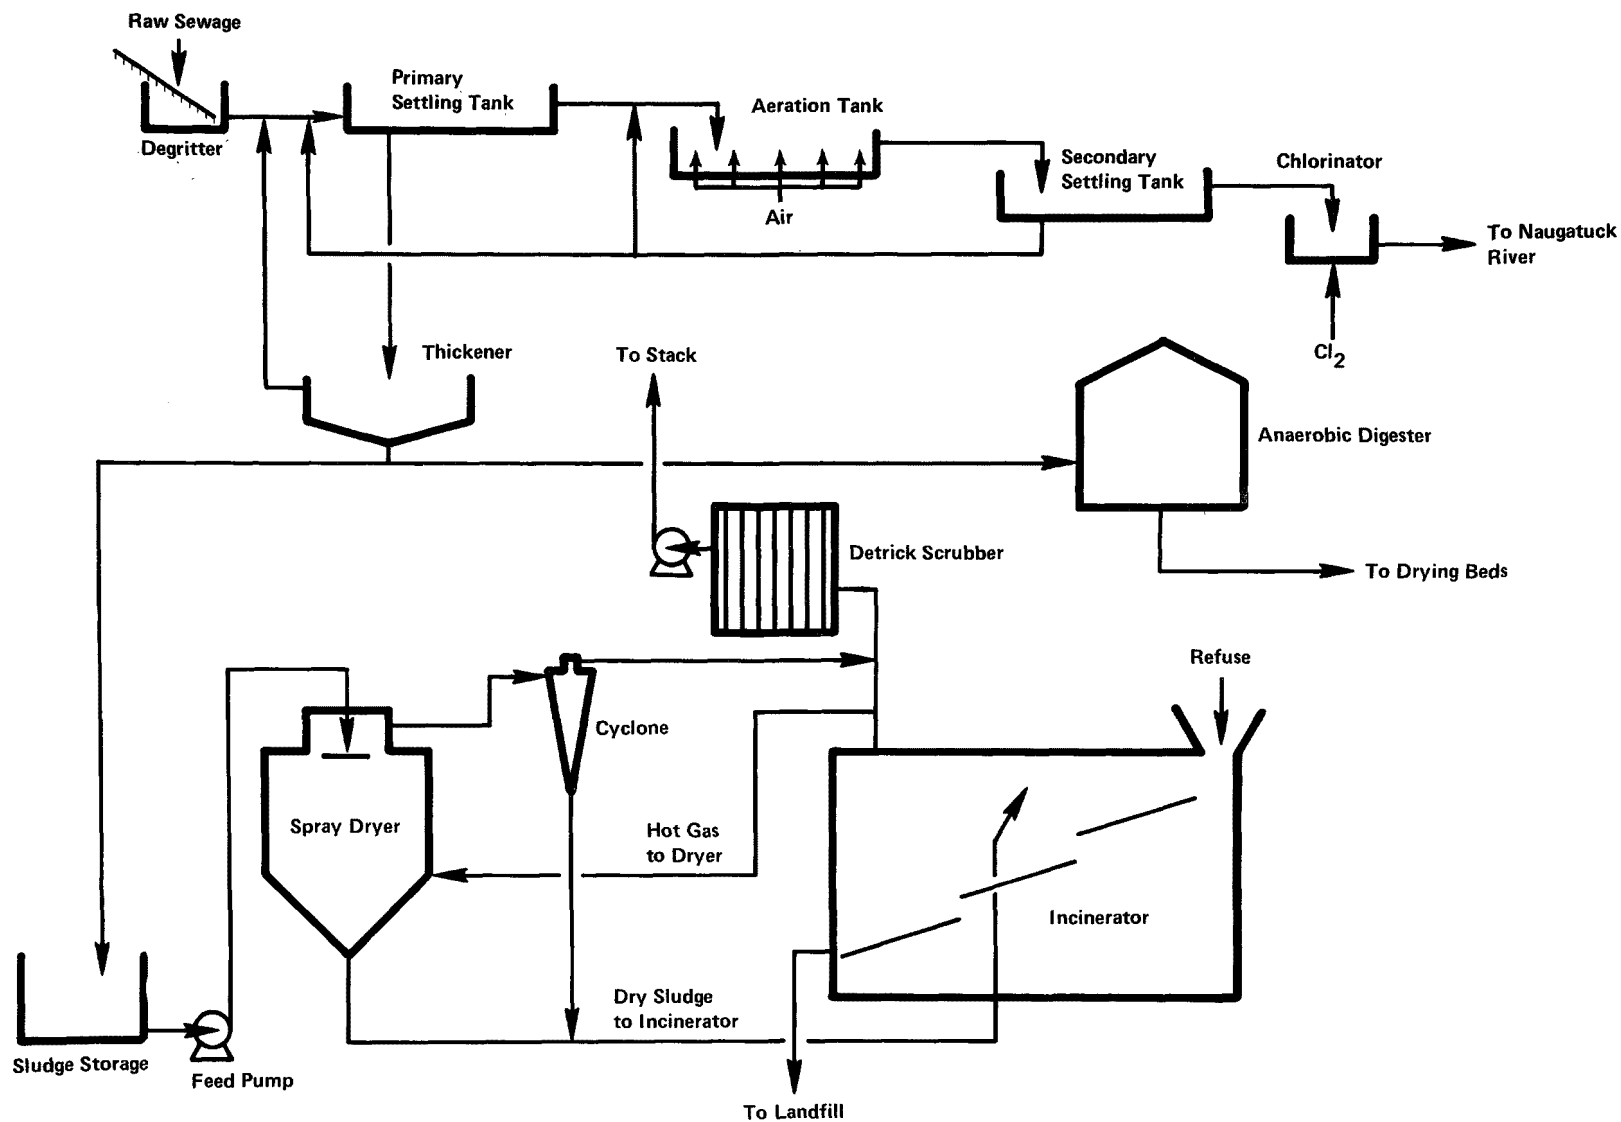 Raw Sewage
Primary
Settling Tank
Aeration Tank
Degritter
Secondary
Settling Tank
Chlorinator
Air
To Naugatuck
River
Cl2
Thickener
To Stack
Anaerobic Digester
Detrick Scrubber
To Drying Beds
Refuse
Cyclone
Spray Dryer
Hot Gas
to Dryer
Incinerator
Dry Sludge
to Incinerator
Sludge Storage
Feed Pump
To Landfill